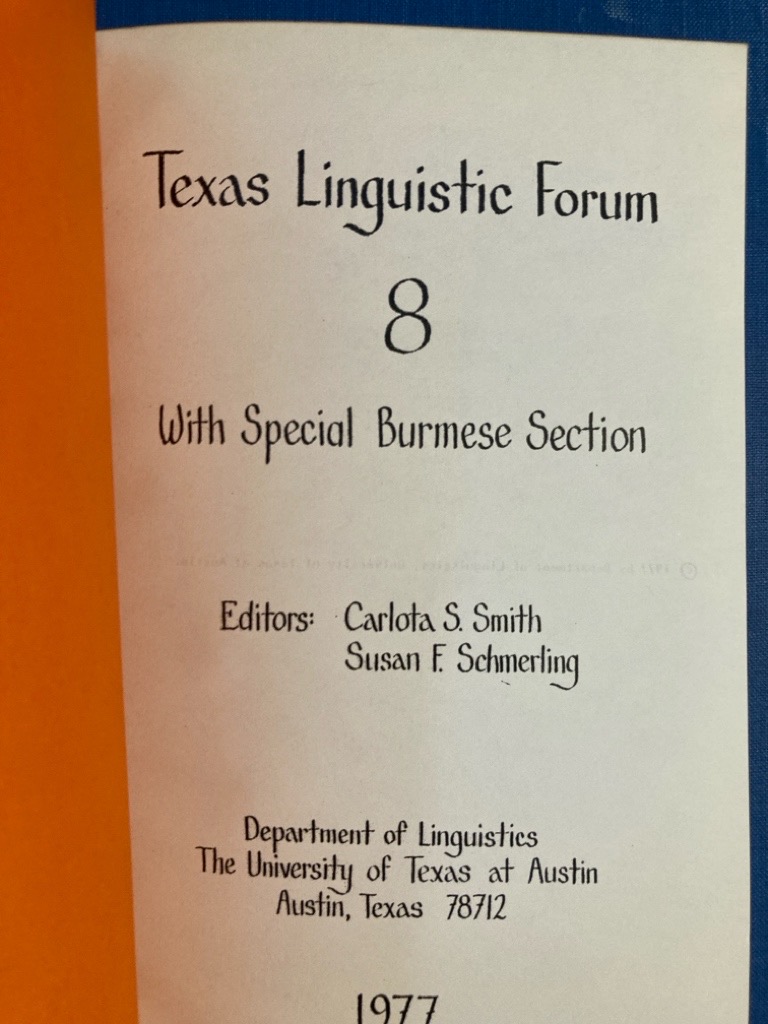 Texas Linguistic Forum
8
With Special Burmese Section
Editors: Carlota S. Smith
Susan F. Schmerling
Department of Linguistics
The University of Texas at Austin
Austin, Texas 78712
1977